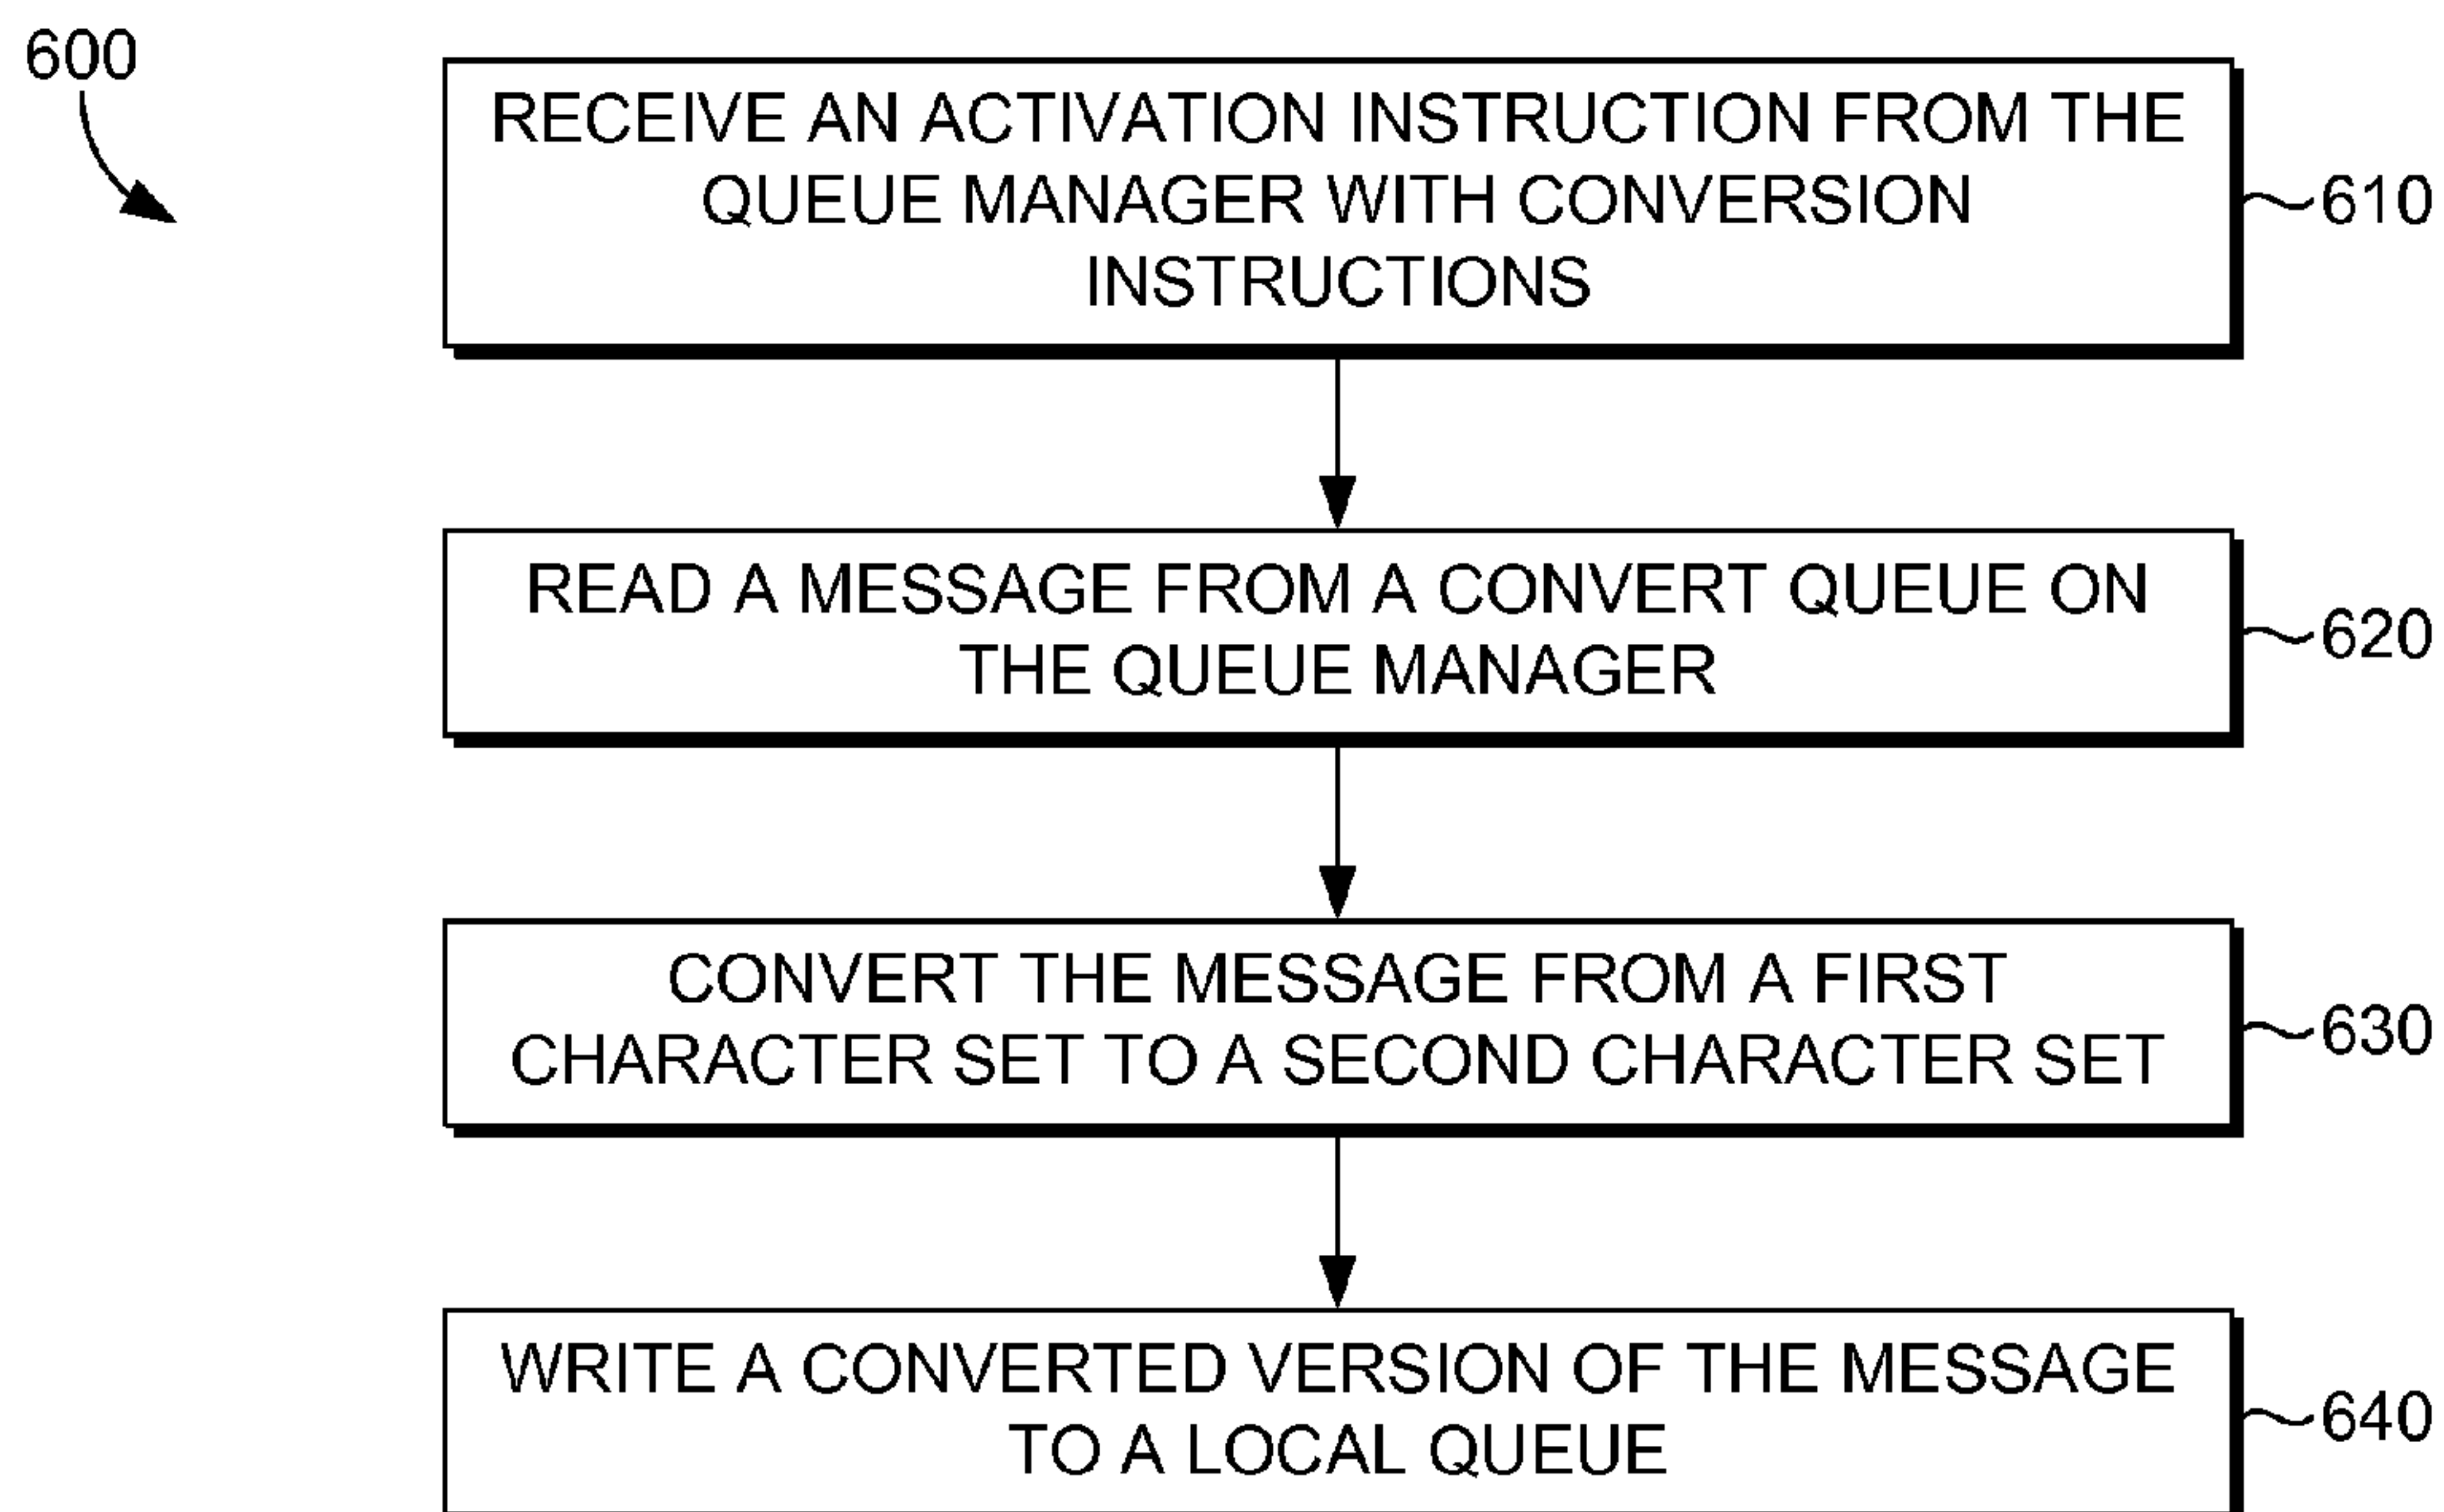 600
RECEIVE AN ACTIVATION INSTRUCTION FROM THE
QUEUE MANAGER WITH CONVERSION
INSTRUCTIONS
610
READ A MESSAGE FROM A CONVERT QUEUE ON
THE QUEUE MANAGER
620
CONVERT THE MESSAGE FROM A FIRST
CHARACTER SET TO A SECOND CHARACTER SET
630
WRITE A CONVERTED VERSION OF THE MESSAGE
TO A LOCAL QUEUE
640